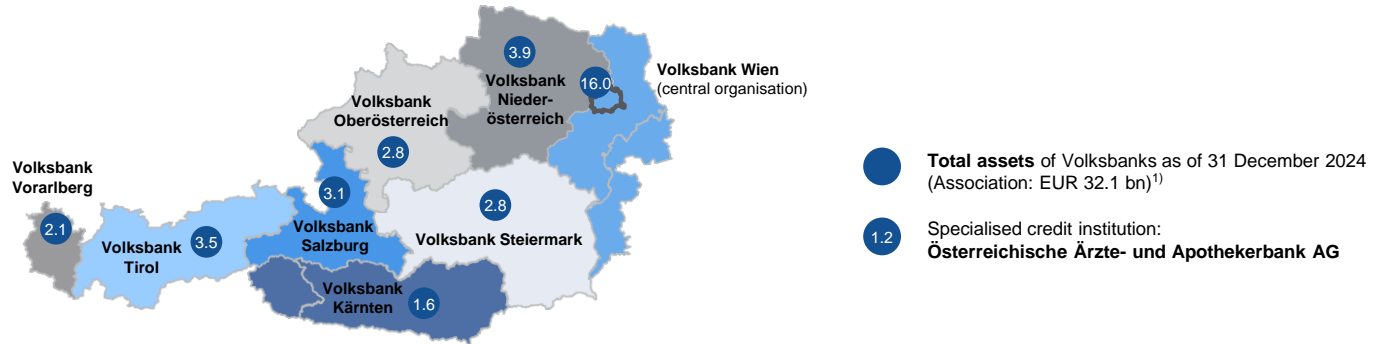 3.9
Volksbank
Nieder-
österreich
16.0
Volksbank Wien
(central organisation)
Volksbank
Oberösterreich
2.8
Volksbank
Vorarlberg
2.1
Volksbank
Tirol
3.5
3.1
Volksbank
Salzburg
2.8
Volksbank Steiermark
Volksbank
Kärnten
1.6
Total assets of Volksbanks as of 31 December 2024
(Association: EUR 32.1 bn)1)
1.2
Specialised credit institution:
Österreichische Ärzte- und Apothekerbank AG